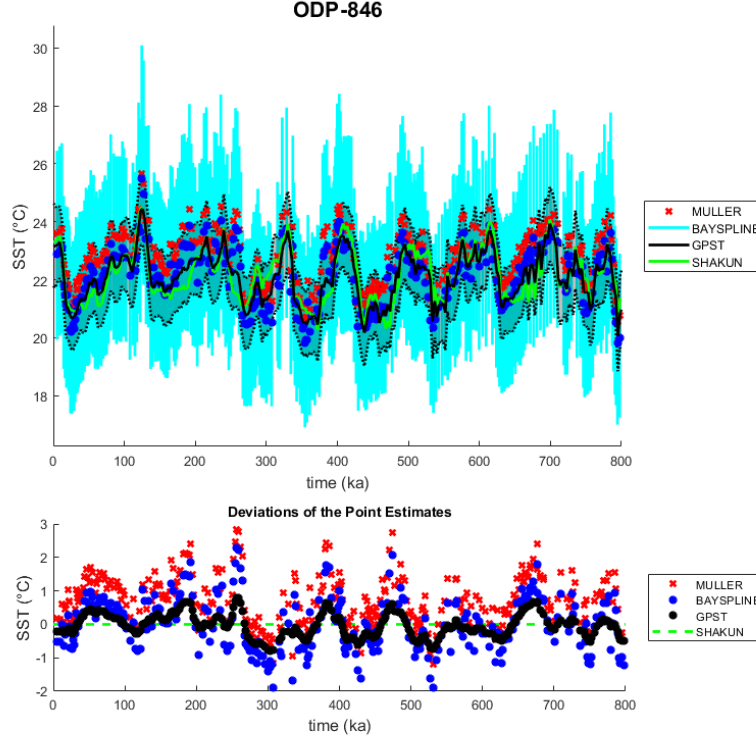 ODP-846
30
28
26
24
22
20
18
SST (°C)
0 100 200 300 400 500 600 700 800
time (ka)
MULLER
BAYSPLINE
GPST
SHAKUN
Deviations of the Point Estimates
3
2
1
0
-1
-2
SST (°C)
0 100 200 300 400 500 600 700 800
time (ka)
MULLER
BAYSPLINE
GPST
SHAKUN